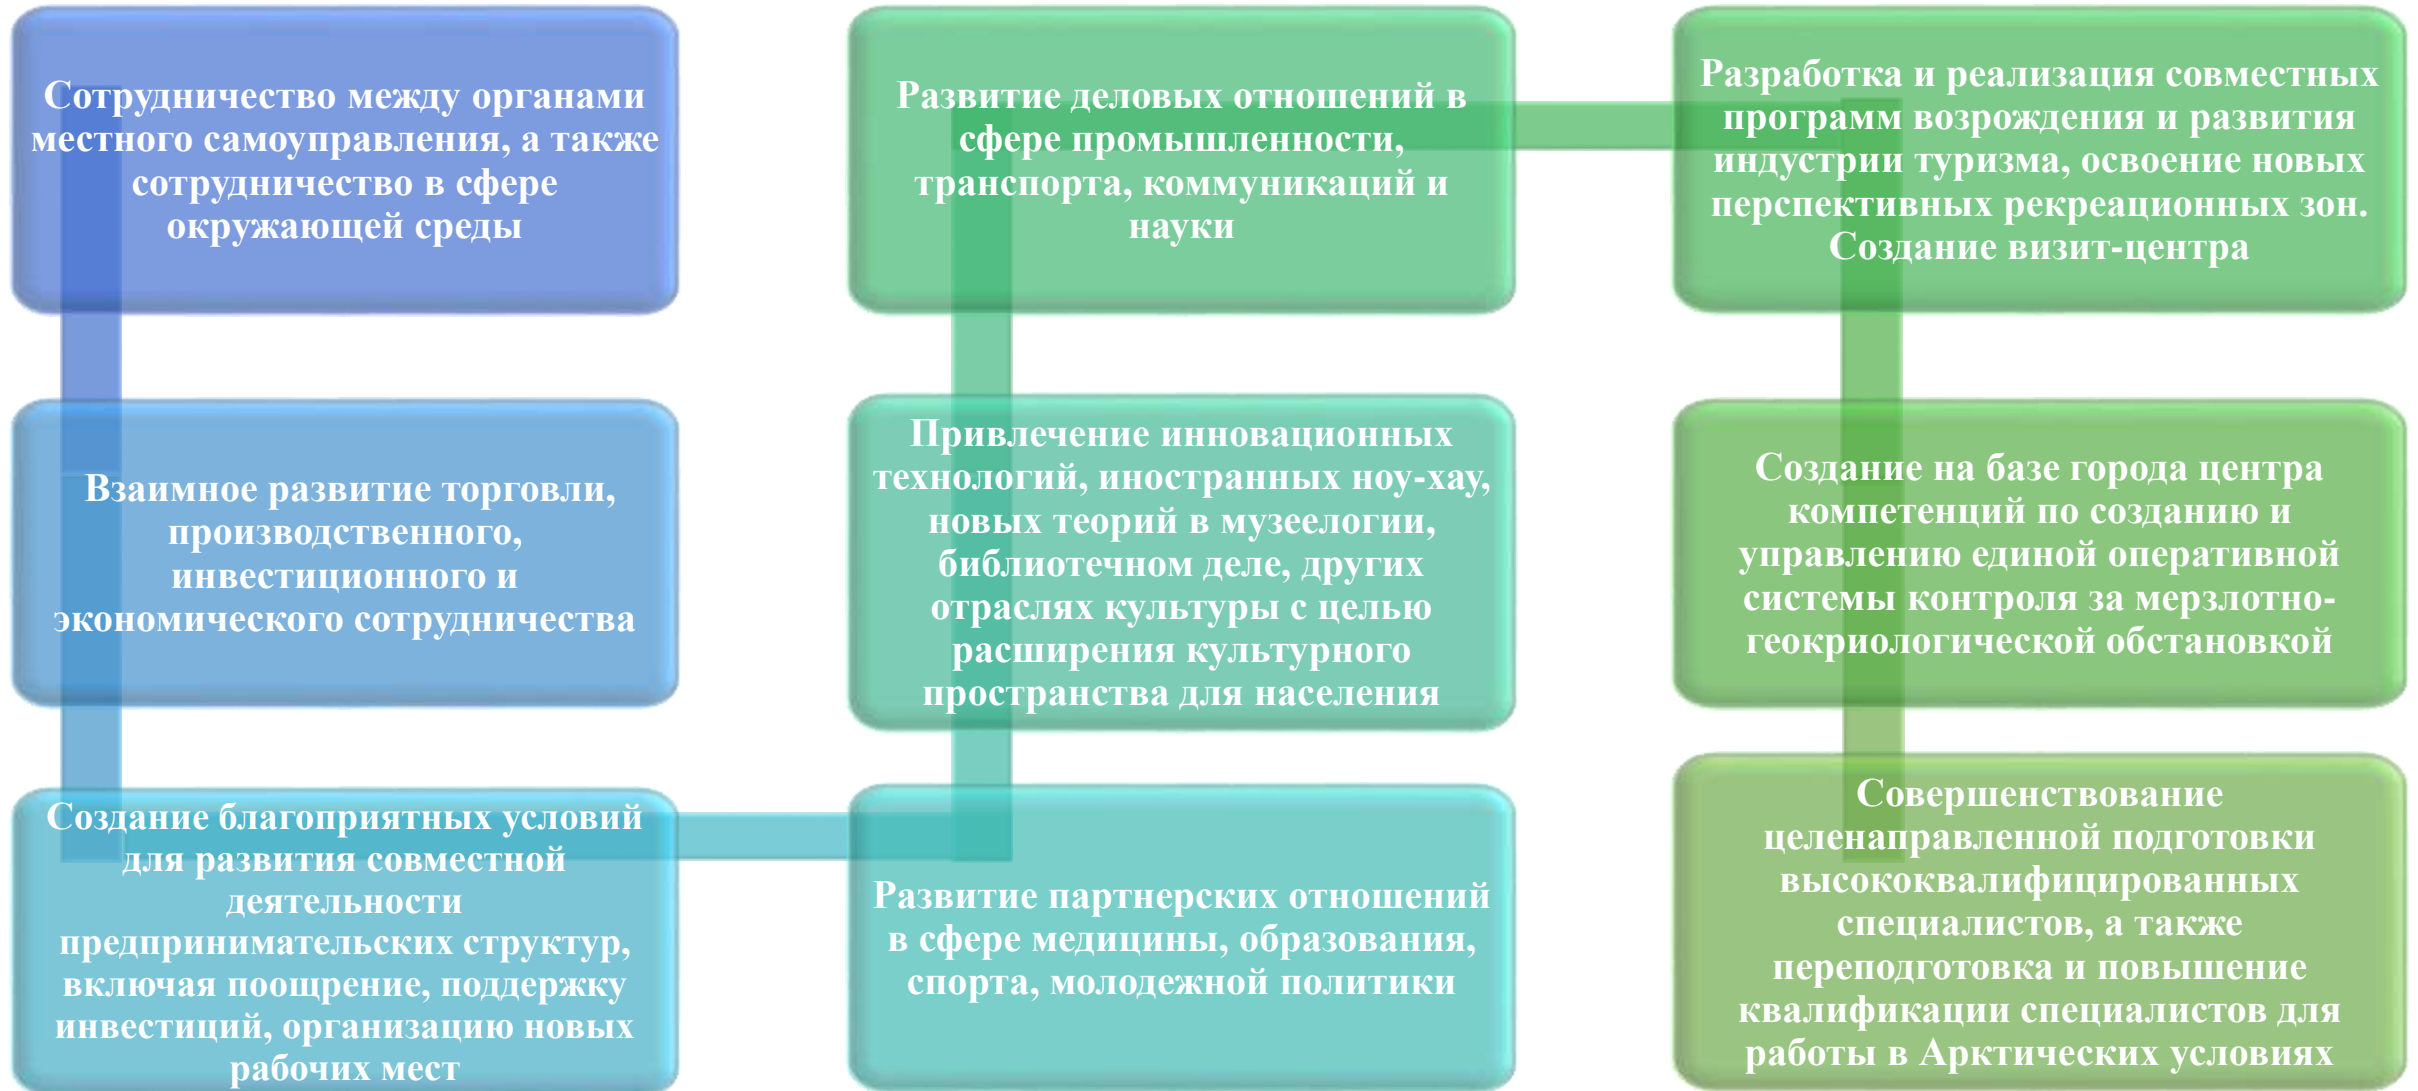 Сотрудничество между органами
местного самоуправления, а также
сотрудничество в сфере
окружающей среды
Взаимное развитие торговли,
производственного,
инвестиционного и
экономического сотрудничества
Создание благоприятных условий
для развития совместной
деятельности
предпринимательских структур,
включая поощрение, поддержку
инвестиций, организацию новых
рабочих мест
Развитие партнерских отношений
в сфере медицины, образования,
спорта, молодежной политики
Привлечение инновационных
технологий, иностранных ноу-хау,
новых теорий в музеелогии,
библиотечном деле, других
отраслях культуры с целью
расширения культурного
пространства для населения
Развитие деловых отношений в
сфере промышленности,
транспорта, коммуникаций и
науки
Разработка и реализация совместных
программ возрождения и развития
индустрии туризма, освоение новых
перспективных рекреационных зон.
Создание визит-центра
Создание на базе города центра
компетенций по созданию и
управлению единой оперативной
системы контроля за мерзлотно-
геокриологической обстановкой
Совершенствование
целенаправленной подготовки
высококвалифицированных
специалистов, а также
переподготовка и повышение
квалификации специалистов для
работы в Арктических условиях